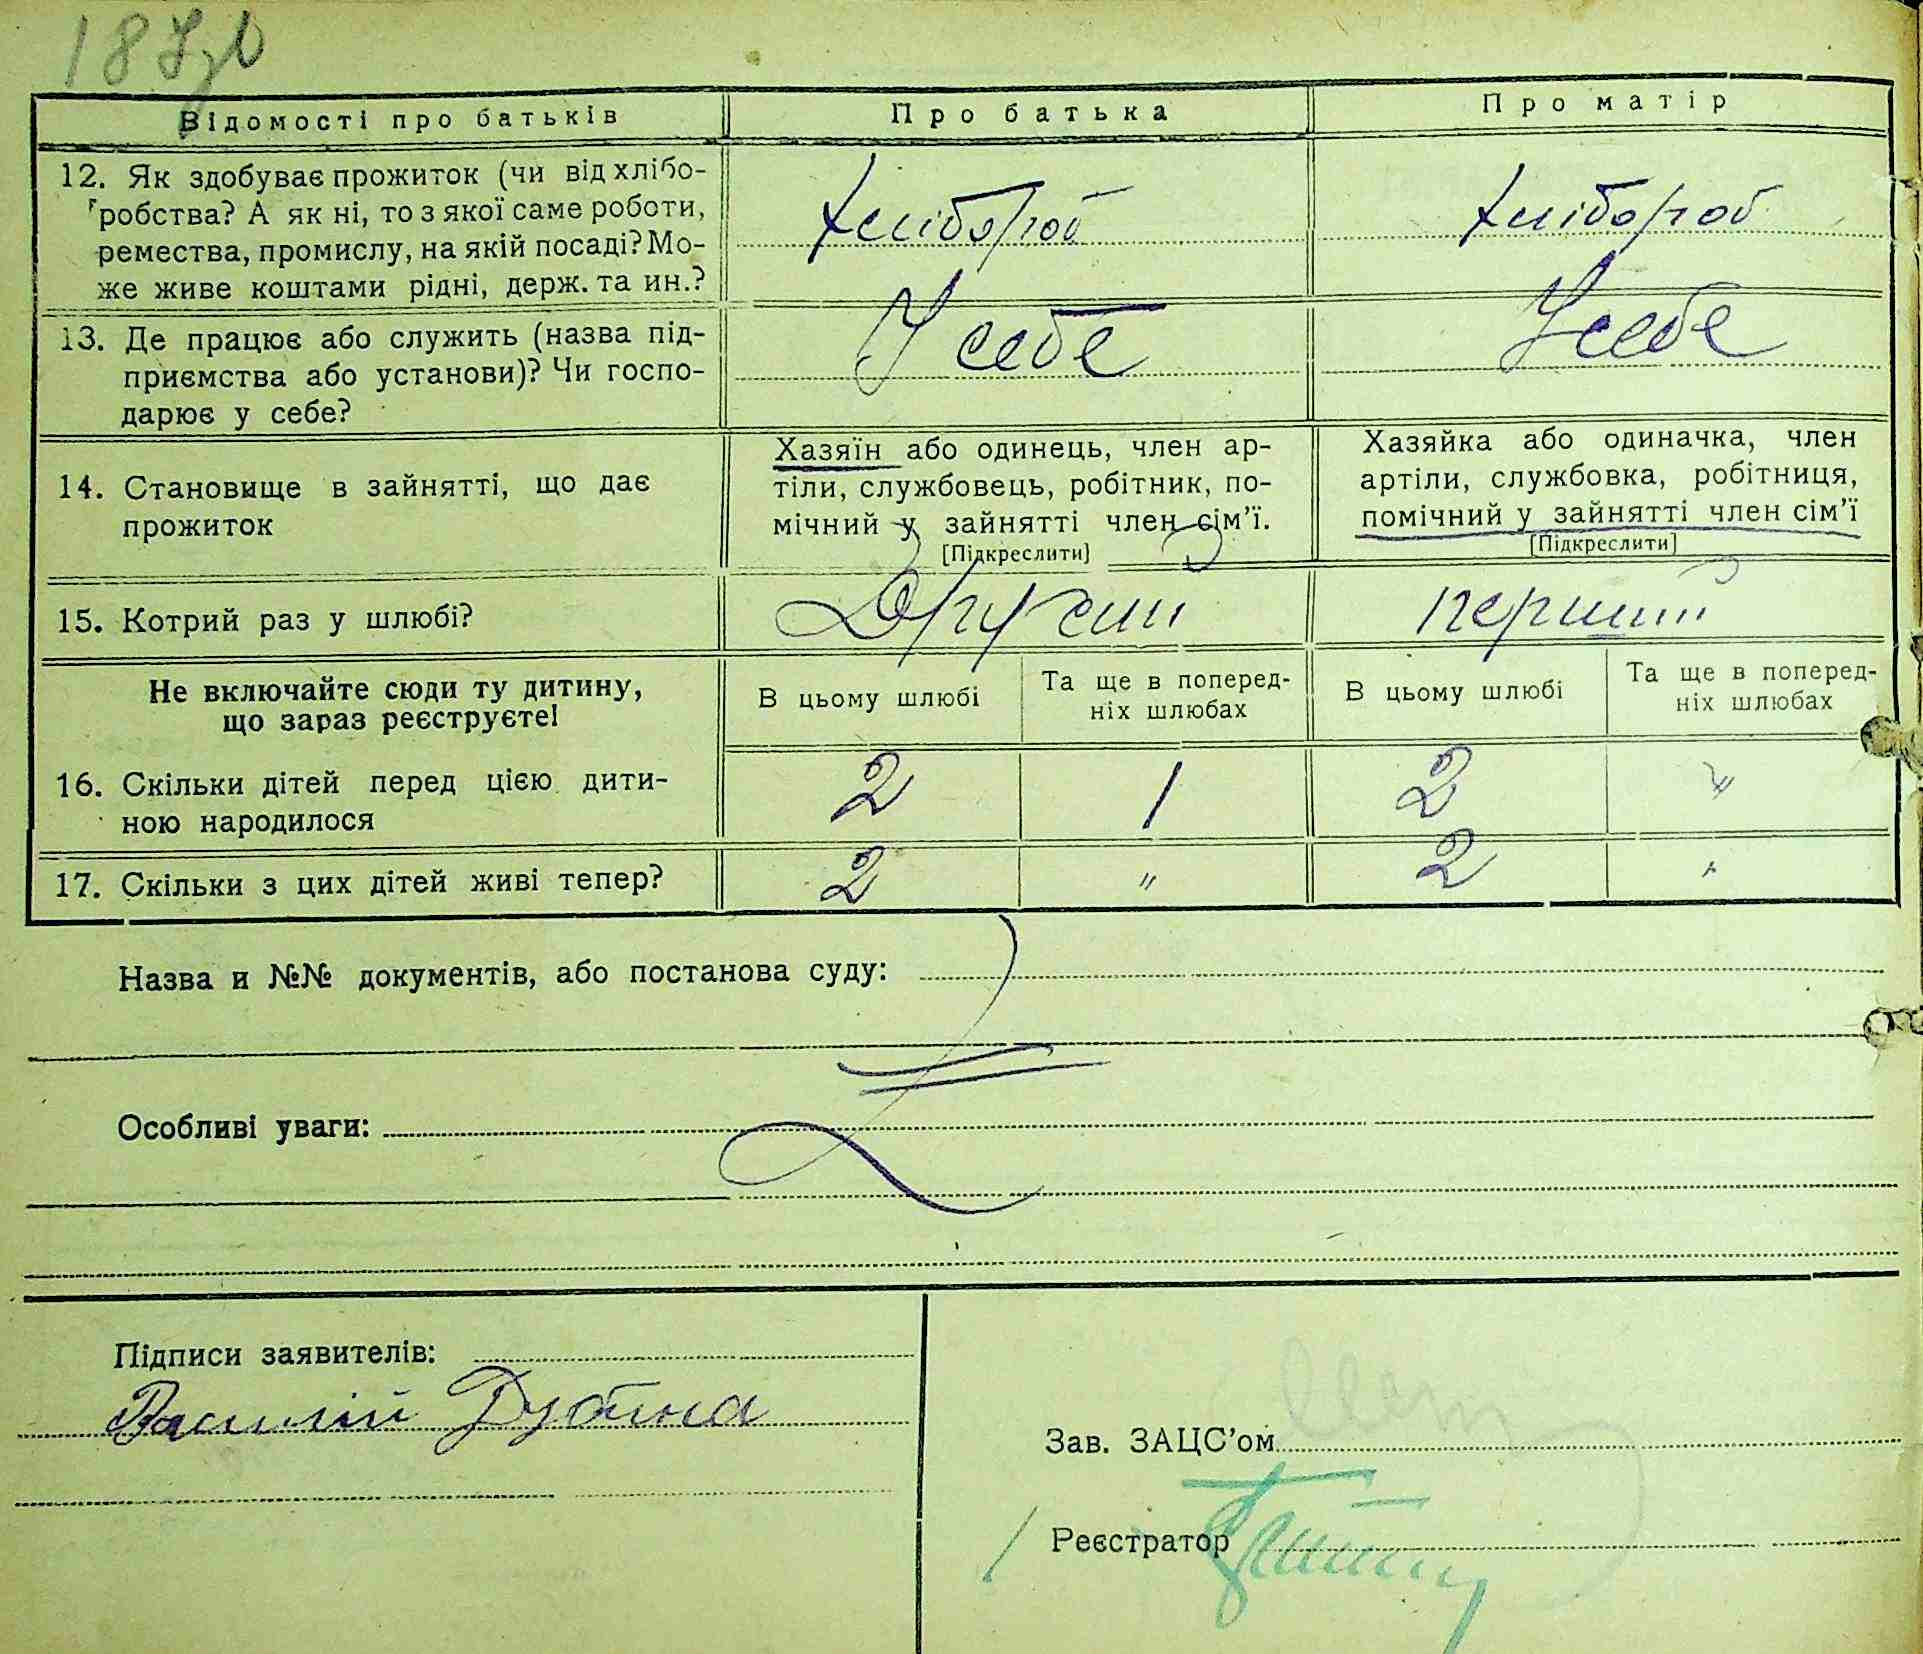 187зв
Відомості про батьків Про батька Про матір
12. Як здобуває прожиток (чи від хлібо-
робства? А як ні, то з якої саме роботи,
ремества, промислу, на якій посаді? Мо-
же живе коштами рідні, держ. та ин.?
Хлібороб Хлібороб
13. Де працює або служить (назва під-
приємства або установи)? Чи госпо-
дарює у себе?
У себе У себе
14. Становище в зайнятті, що дає
прожиток
Хазяїн або одинець, член ар-
тіли, службовець, робітник, по-
мічний у зайнятті член сім'ї.
[Підкреслити]
Хазяйка або одиначка, член
артіли, службовка, робітниця,
помічний у зайнятті член сім'ї
[Підкреслити]
15. Котрий раз у шлюбі? Другий перший
Не включайте сюди ту дитину,
що зараз реєструєте!
В цьому шлюбі
Та ще в поперед-
ніх шлюбах
В цьому шлюбі
Та ще в поперед-
ніх шлюбах
16. Скільки дітей перед цією дити-
ною народилося
2 1 2 "
17. Скільки з цих дітей живі тепер? 2 " 2 "
Назва и №№ документів, або постанова суду:
Особливі уваги:
Підписи заявителів:
Василій Дубина
Зав. ЗАЦС'ом
Реєстратор